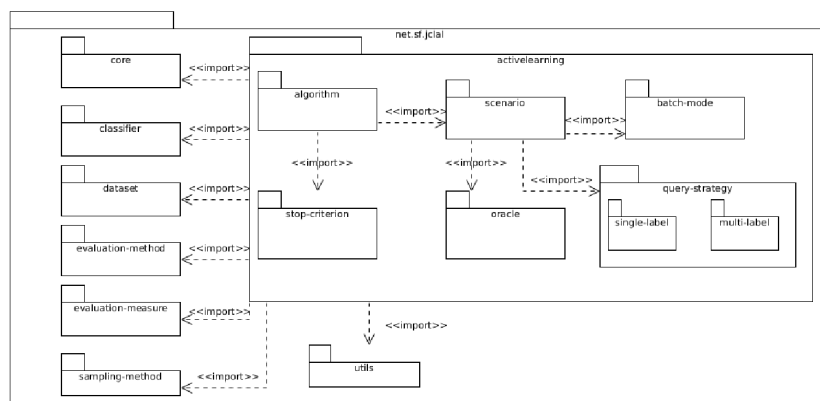 net.sf.jclai
core
<<import>>
activelearning
algorithm
<<import>>
scenario
<<import>>
batch-mode
classifier
<<import>>
<<import>>
<<import>>
<<import>>
dataset
<<import>>
query-strategy
stop-criterion
oracle
single-label
multi-label
evaluation-method
<<import>>
evaluation-measure
<<import>>
<<import>>
sampling-method
<<import>>
utils